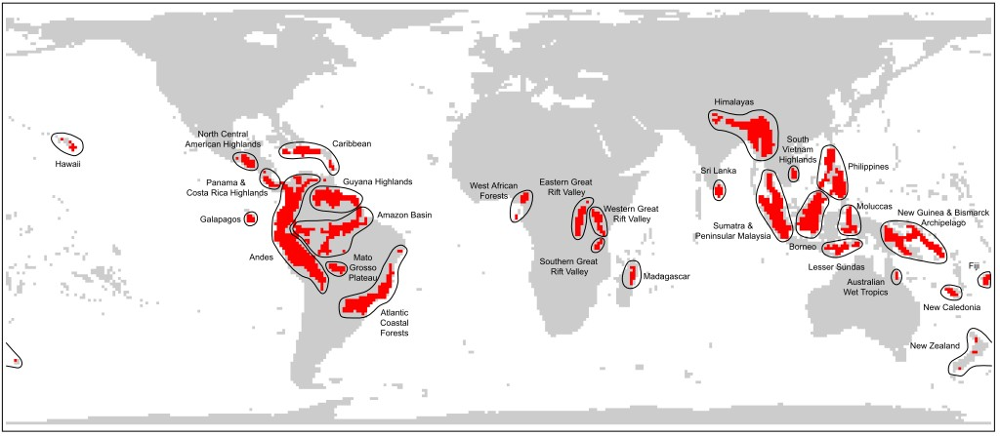 Himalayas
North Central
American Highlands
Caribbean
South
Vietnam
Highlands
Hawaii
Philippines
Sri Lanka
Panama &
Costa Rica Highlands
Guyana Highlands
West African
Forests
Eastern Great
Rift Valley
Galapagos
Amazon Basin
Western Great
Rift Valley
Sumatra &
Peninsular Malaysia
Moluccas
New Guinea & Bismarck
Archipelago
Borneo
Andes
Mato
Grosso
Plateau
Southern Great
Rift Valley
Lesser Sundas
Fiji
Madagascar
Australian
Wet Tropics
New Caledonia
Atlantic
Coastal
Forests
New Zealand